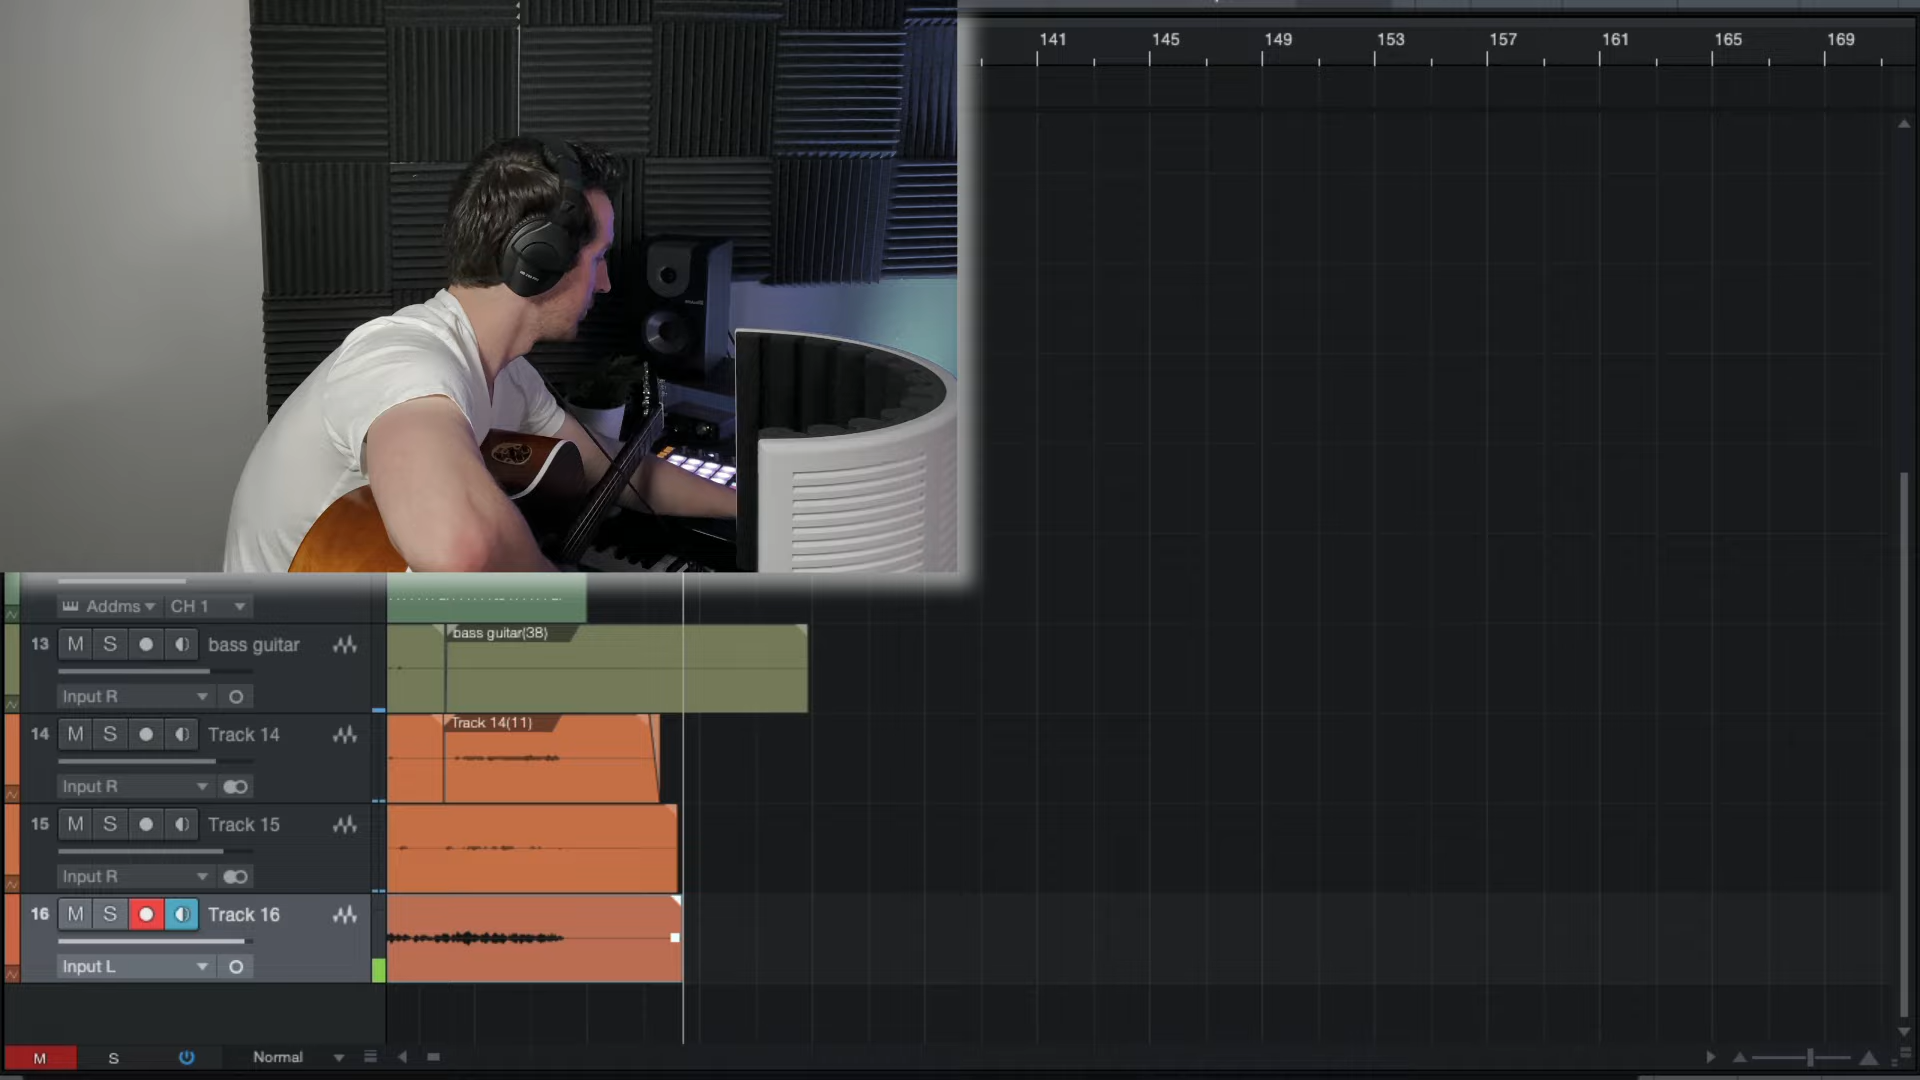 141 145 149 153 157 161 165 169
Addms CH 1
13 M S bass guitar
Input R
bass guitar(38)
14 M S Track 14
Input R
Track 14(11)
15 M S Track 15
Input R
16 M S Track 16
Input L
M S Normal